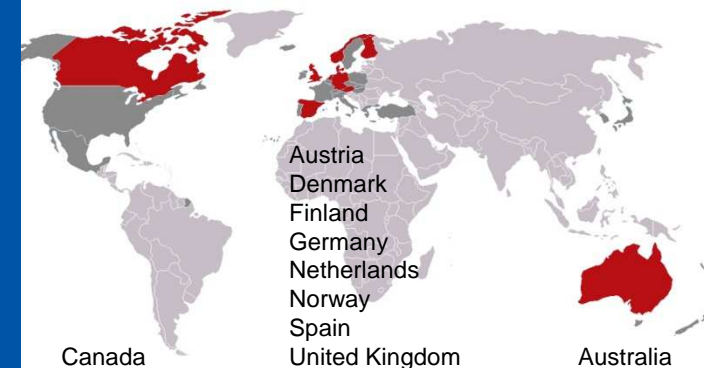 Austria
Denmark
Finland
Germany
Netherlands
Norway
Spain
Canada
United Kingdom
Australia